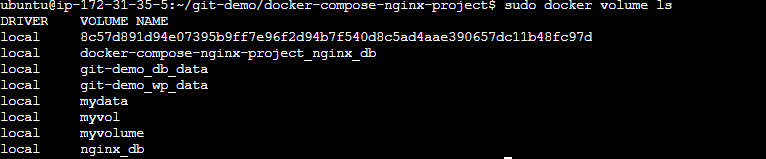 ubuntu@ip-172-31-35-5:~/git-demo/docker-compose-nginx-project$ sudo docker volume ls
DRIVER    VOLUME NAME
local     8c57d891d94e07395b9ff7e96f2d94b7f540d8c5ad4aae390657dc11b48fc97d
local     docker-compose-nginx-project_nginx_db
local     git-demo_db_data
local     git-demo_wp_data
local     mydata
local     myvol
local     myvolume
local     nginx_db